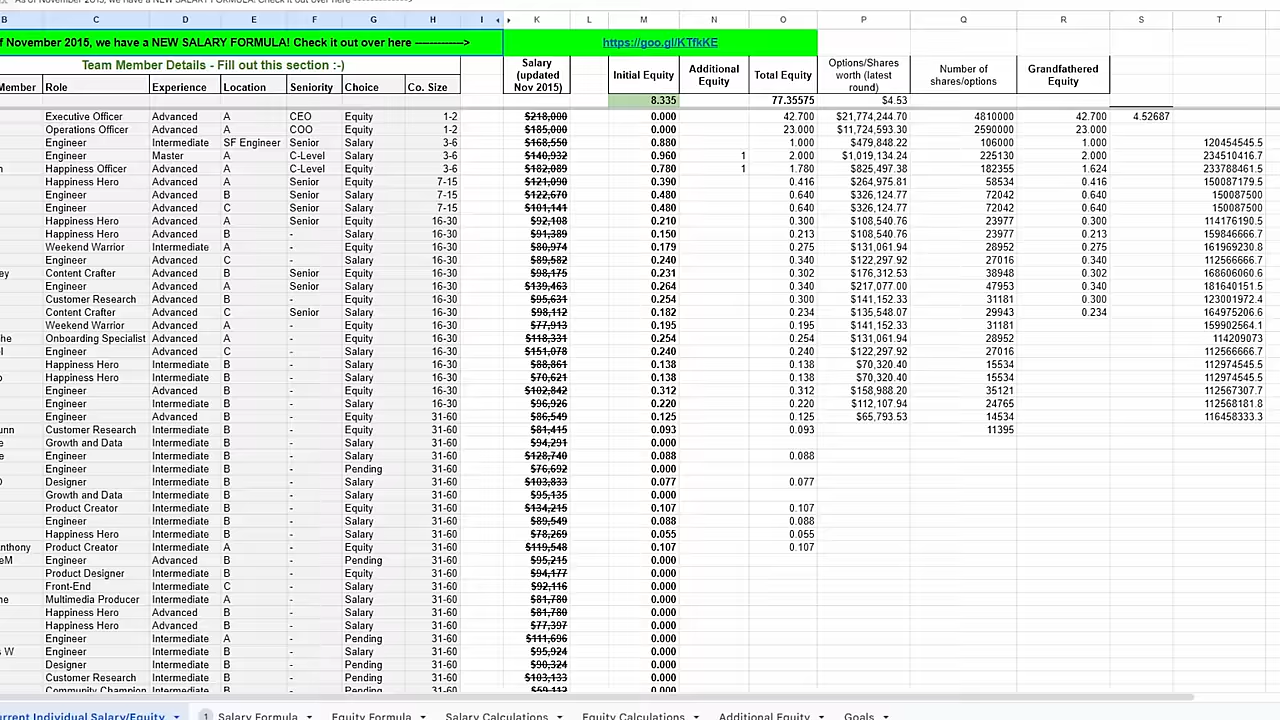 B C D E F G H I K L M N O P Q R S T
f November 2015, we have a NEW SALARY FORMULA! Check it out over here -------------> https://goo.gl/KTfkKE
Team Member Details - Fill out this section :-)
Member Role Experience Location Seniority Choice Co. Size Salary (updated Nov 2015) Initial Equity Additional Equity Total Equity Options/Shares worth (latest round) Number of shares/options Grandfathered Equity
8.335 77.35575 $4.53
Executive Officer Advanced A CEO Equity 1-2 $218,000 0.000 42.700 $21,774,244.70 4810000 42.700 4.52687
Operations Officer Advanced A COO Equity 1-2 $185,000 0.000 23.000 $11,724,593.30 2590000 23.000
Engineer Intermediate SF Engineer Senior Salary 3-6 $168,550 0.880 1.000 $479,848.22 106000 1.000 120454545.5
Engineer Master A C-Level Salary 3-6 $140,932 0.960 1 2.000 $1,019,134.24 225130 2.000 234510416.7
Happiness Officer Advanced A C-Level Equity 3-6 $182,089 0.780 1 1.780 $825,497.38 182355 1.624 233788461.5
Happiness Hero Advanced A Senior Equity 7-15 $121,090 0.390 0.416 $264,975.81 58534 0.416 150087179.5
Engineer Advanced B Senior Equity 7-15 $122,670 0.480 0.640 $326,124.77 72042 0.640 150087500
Engineer Advanced C Senior Equity 7-15 $101,141 0.480 0.640 $326,124.77 72042 0.640 150087500
Happiness Hero Advanced A Senior Equity 16-30 $92,108 0.210 0.300 $108,540.76 23977 0.300 114176190.5
Happiness Hero Advanced B - Salary 16-30 $91,389 0.150 0.213 $108,540.76 23977 0.213 159846666.7
Weekend Warrior Intermediate A - Equity 16-30 $80,974 0.179 0.275 $131,061.94 28952 0.275 161969230.8
Engineer Advanced C - Salary 16-30 $89,582 0.240 0.340 $122,297.92 27016 0.340 112566666.7
ey Content Crafter Advanced B Senior Equity 16-30 $98,175 0.231 0.302 $176,312.53 38948 0.302 168606060.6
Engineer Advanced A Senior Salary 16-30 $139,463 0.264 0.340 $217,077.00 47953 0.340 181640151.5
Customer Research Advanced B - Equity 16-30 $95,631 0.254 0.300 $141,152.33 31181 0.300 123001972.4
Content Crafter Advanced C Senior Salary 16-30 $98,112 0.182 0.234 $135,548.07 29943 0.234 164975206.6
Weekend Warrior Advanced A - Equity 16-30 $77,913 0.195 0.195 $141,152.33 31181 159902564.1
he Onboarding Specialist Advanced A - Equity 16-30 $118,331 0.254 0.254 $131,061.94 28952 114209073
l Engineer Advanced C - Salary 16-30 $151,078 0.240 0.240 $122,297.92 27016 112566666.7
Happiness Hero Intermediate B - Salary 16-30 $88,861 0.138 0.138 $70,320.40 15534 112974545.5
o Happiness Hero Intermediate B - Salary 16-30 $70,621 0.138 0.138 $70,320.40 15534 112974545.5
Engineer Advanced B - Equity 16-30 $102,842 0.312 0.312 $158,988.20 35121 112567307.7
Engineer Intermediate B - Salary 16-30 $96,926 0.220 0.220 $112,107.94 24765 112568181.8
Engineer Intermediate B - Equity 31-60 $86,549 0.125 0.125 $65,793.53 14534 116458333.3
unn Customer Research Intermediate B - Equity 31-60 $81,415 0.093 0.093 11395
e Growth and Data Intermediate B - Salary 31-60 $94,291 0.000
e Engineer Intermediate B - Salary 31-60 $128,740 0.088 0.088
Engineer Intermediate B - Pending 31-60 $76,692 0.000
D Designer Intermediate B - Salary 31-60 $103,833 0.077 0.077
Growth and Data Intermediate B - Salary 31-60 $95,135 0.000
Product Creator Intermediate B - Equity 31-60 $134,215 0.107 0.107
Engineer Intermediate B - Salary 31-60 $89,549 0.088 0.088
Happiness Hero Intermediate B - Salary 31-60 $78,269 0.055 0.055
nthony Product Creator Intermediate A - Equity 31-60 $119,548 0.107 0.107
eM Engineer Advanced B - Pending 31-60 $95,215 0.000
Product Designer Intermediate B - Equity 31-60 $94,177 0.000
Front-End Intermediate C - Salary 31-60 $92,116 0.000
ne Multimedia Producer Intermediate A - Salary 31-60 $81,780 0.000
Happiness Hero Advanced B - Salary 31-60 $81,780 0.000
Happiness Hero Advanced B - Salary 31-60 $77,397 0.000
Engineer Intermediate A - Pending 31-60 $111,696 0.000
s W Engineer Intermediate B - Salary 31-60 $95,924 0.000
Designer Intermediate B - Pending 31-60 $90,324 0.000
Customer Research Intermediate B - Pending 31-60 $103,133 0.000
Community Champion Intermediate B - Pending 31-60 $59,112 0.000
urrent Individual Salary/Equity 1 Salary Formula Equity Formula Salary Calculations Equity Calculations Additional Equity Goals